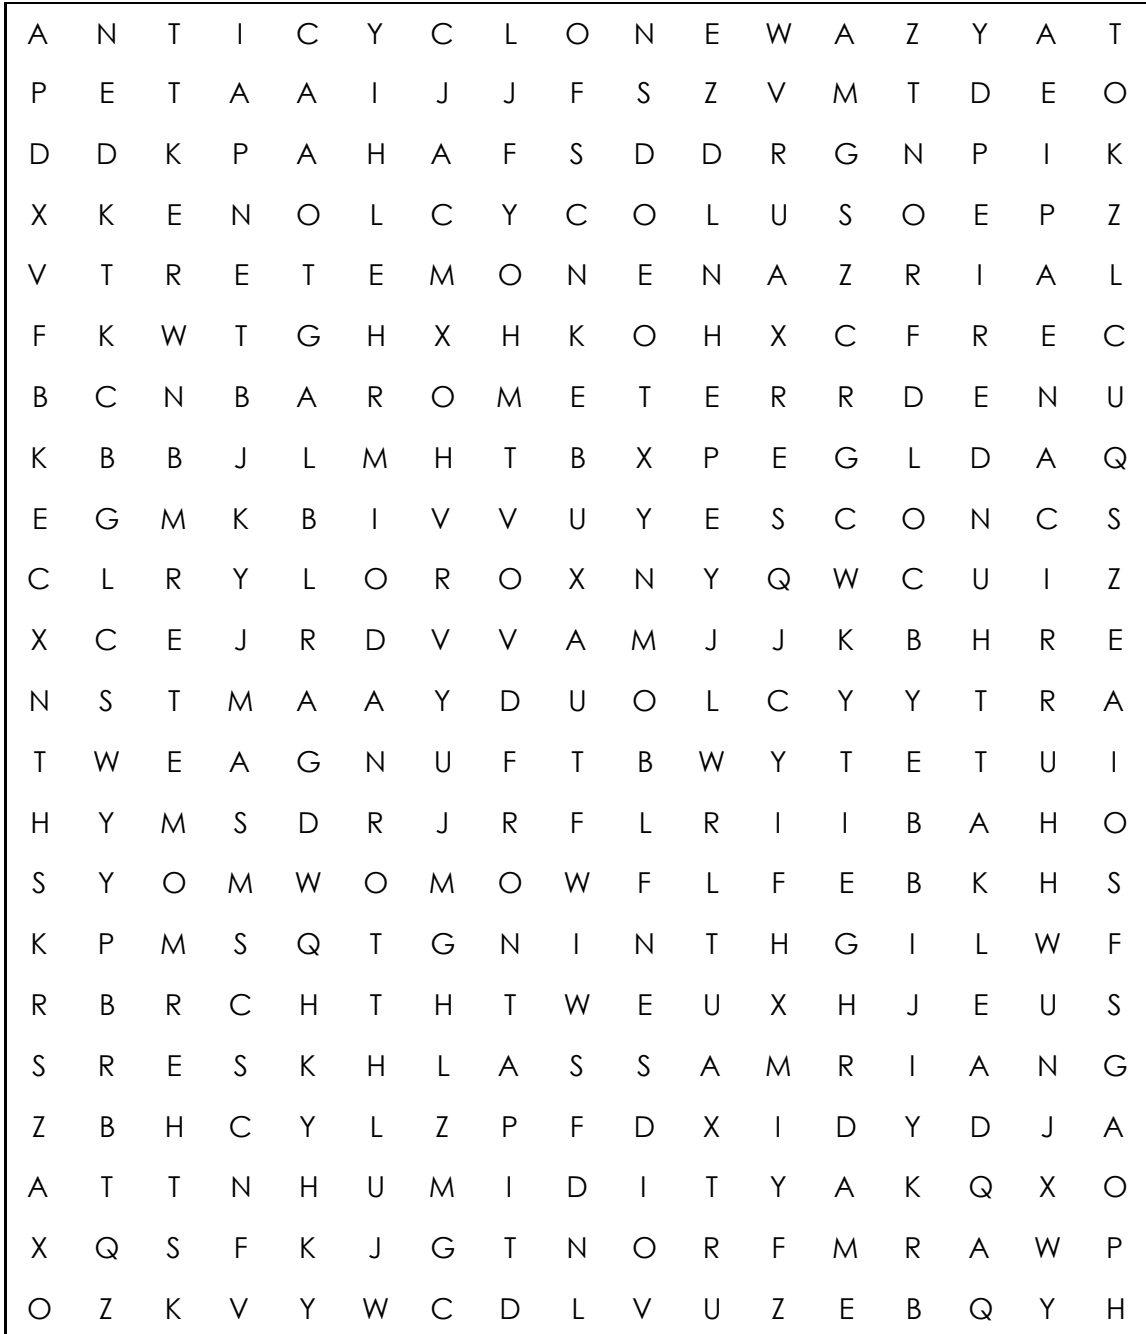 A N T I C Y C L O N E W A Z Y A T
P E T A A I J J F S Z V M T D E O
D D K P A H A F S D D R G N P I K
X K E N O L C Y C O L U S O E P Z
V T R E T E M O N E N A Z R I A L
F K W T G H X H K O H X C F R E C
B C N B A R O M E T E R R D E N U
K B B J L M H T B X P E G L D A Q
E G M K B I V V U Y E S C O N C S
C L R Y L O R O X N Y Q W C U I Z
X C E J R D V V A M J J K B H R E
N S T M A A Y D U O L C Y Y T R A
T W E A G N U F T B W Y T E T U I
H Y M S D R J R F L R I I B A H O
S Y O M W O M O W F L F E B K H S
K P M S Q T G N I N T H G I L W F
R B R C H T H T W E U X H J E U S
S R E S K H L A S S A M R I A N G
Z B H C Y L Z P F D X I D Y D J A
A T T N H U M I D I T Y A K Q X O
X Q S F K J G T N O R F M R A W P
O Z K V Y W C D L V U Z E B Q Y H